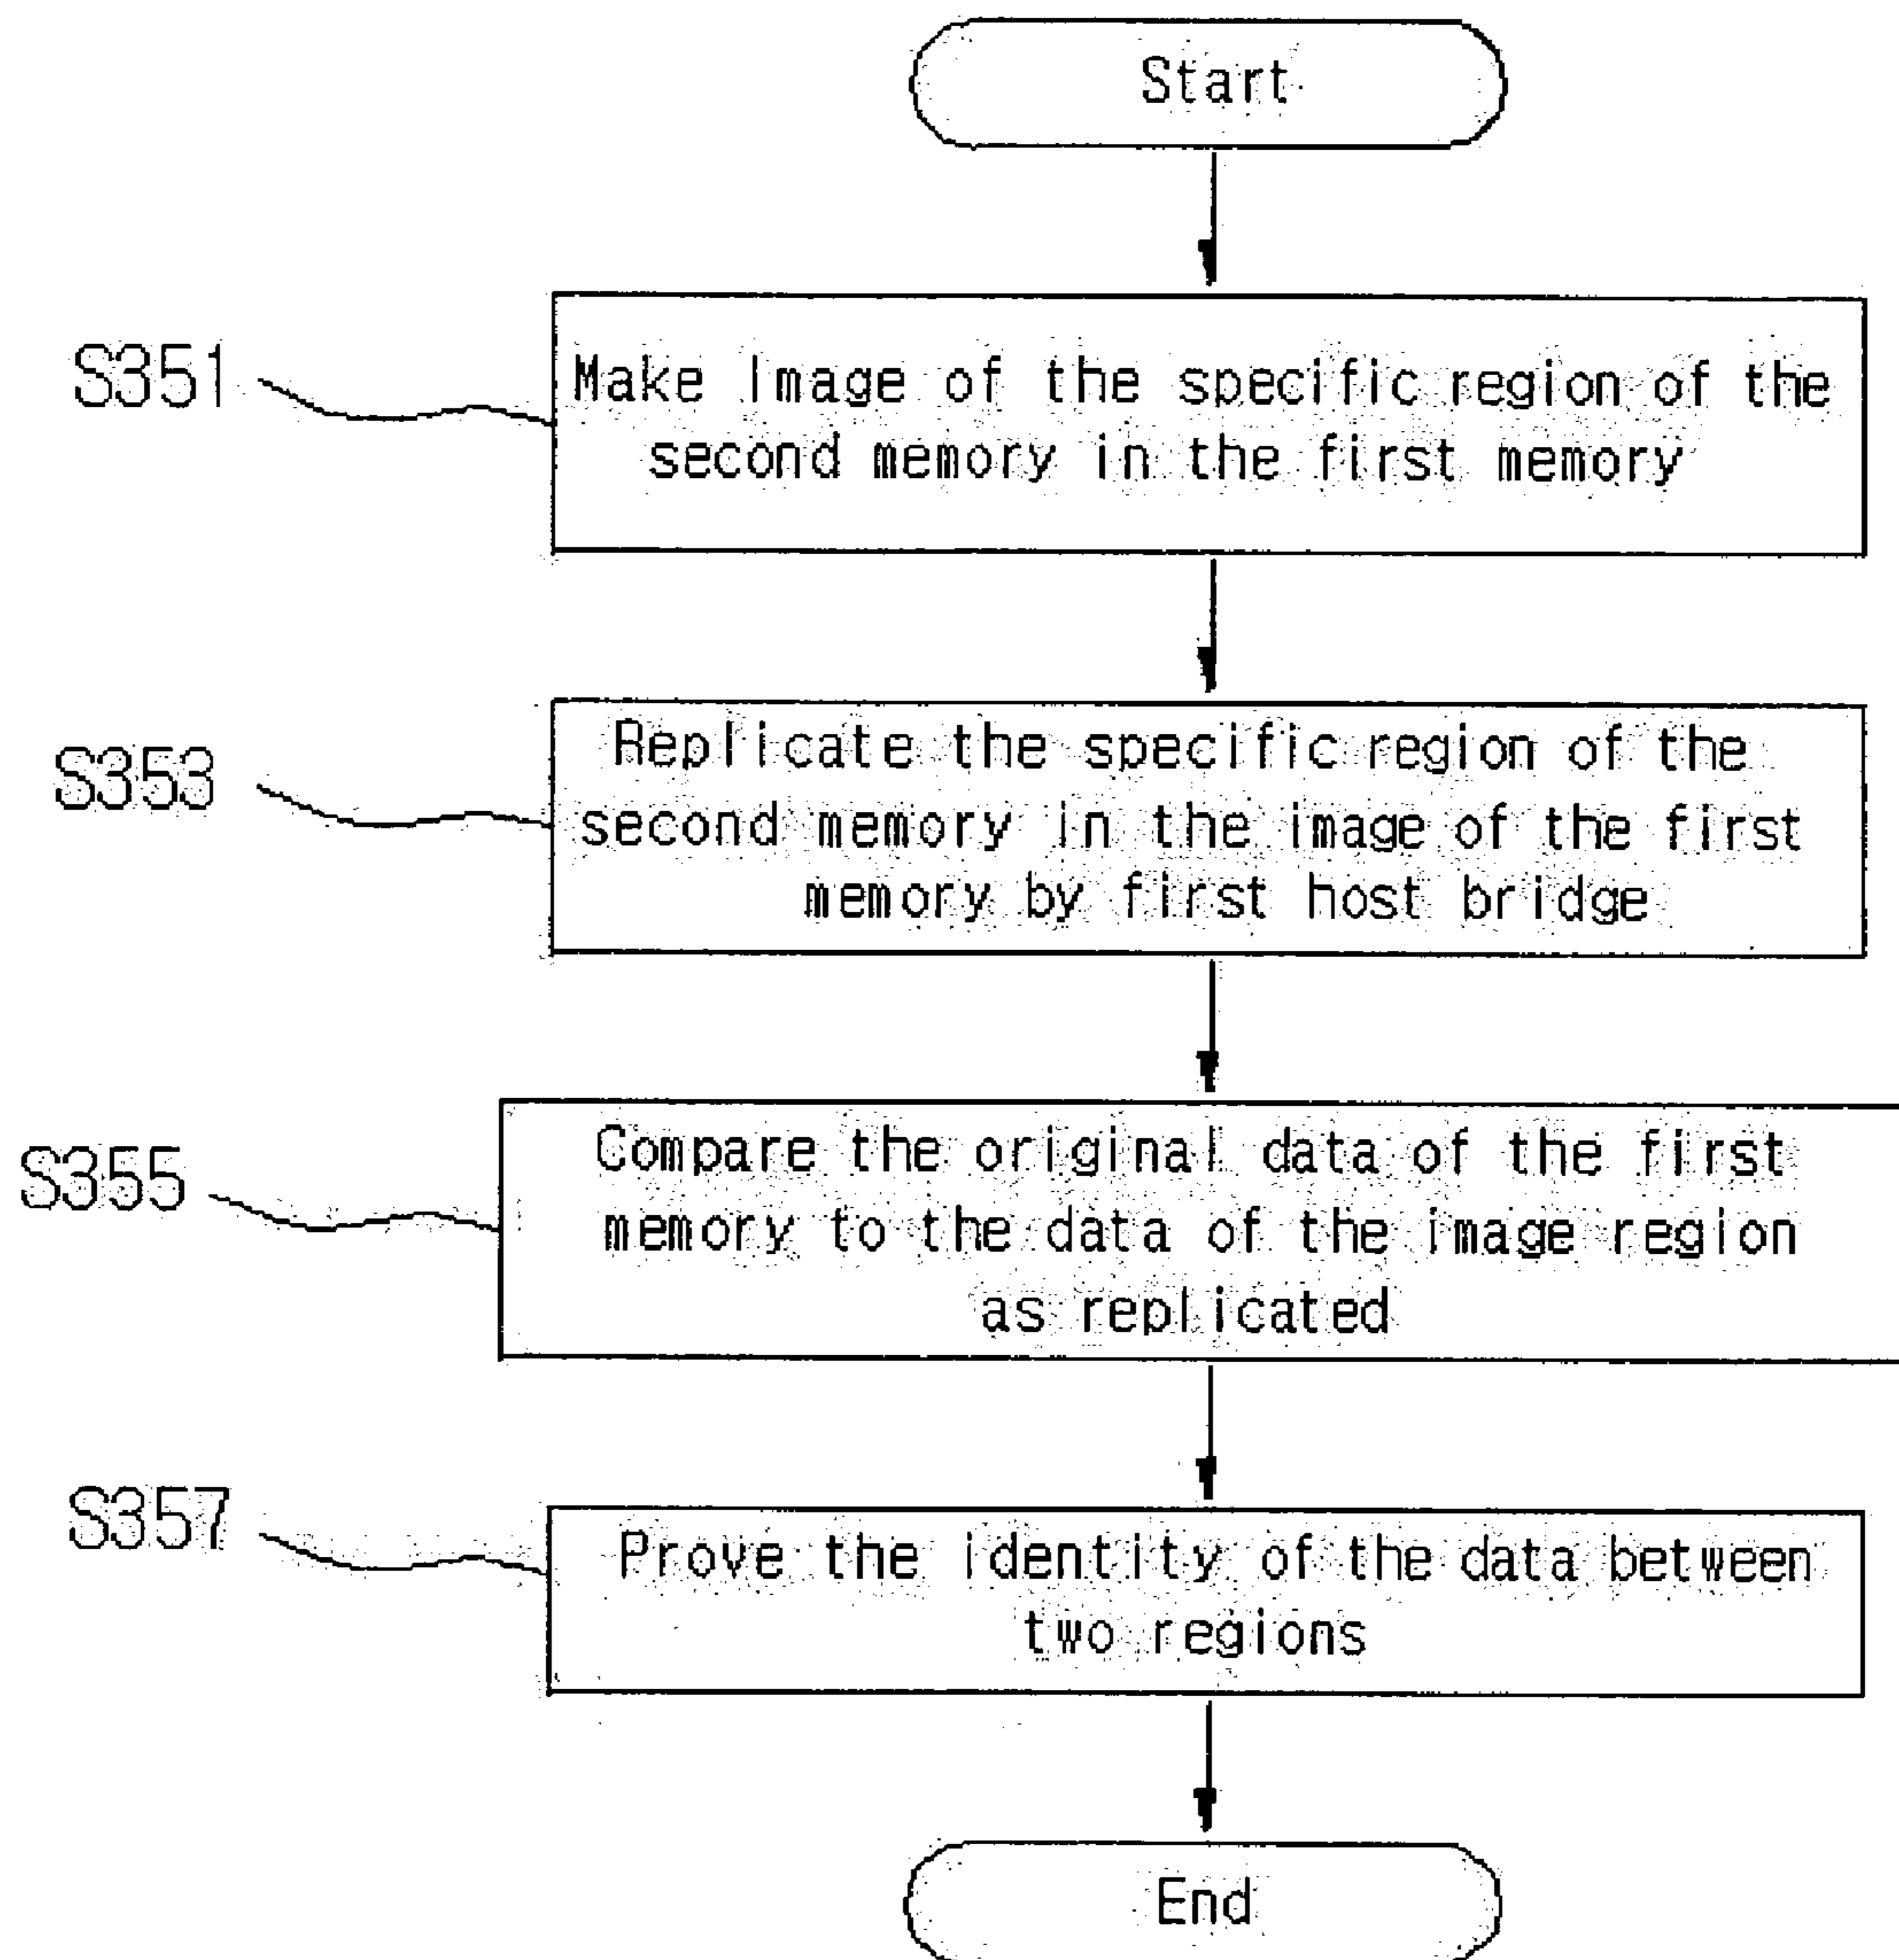 Start
S351
Make Image of the specific region of the
second memory in the first memory
S353
Replicate the specific region of the
second memory in the image of the first
memory by first host bridge
S355
Compare the original data of the first
memory to the data of the image region
as replicated
S357
Prove the identity of the data between
two regions
End